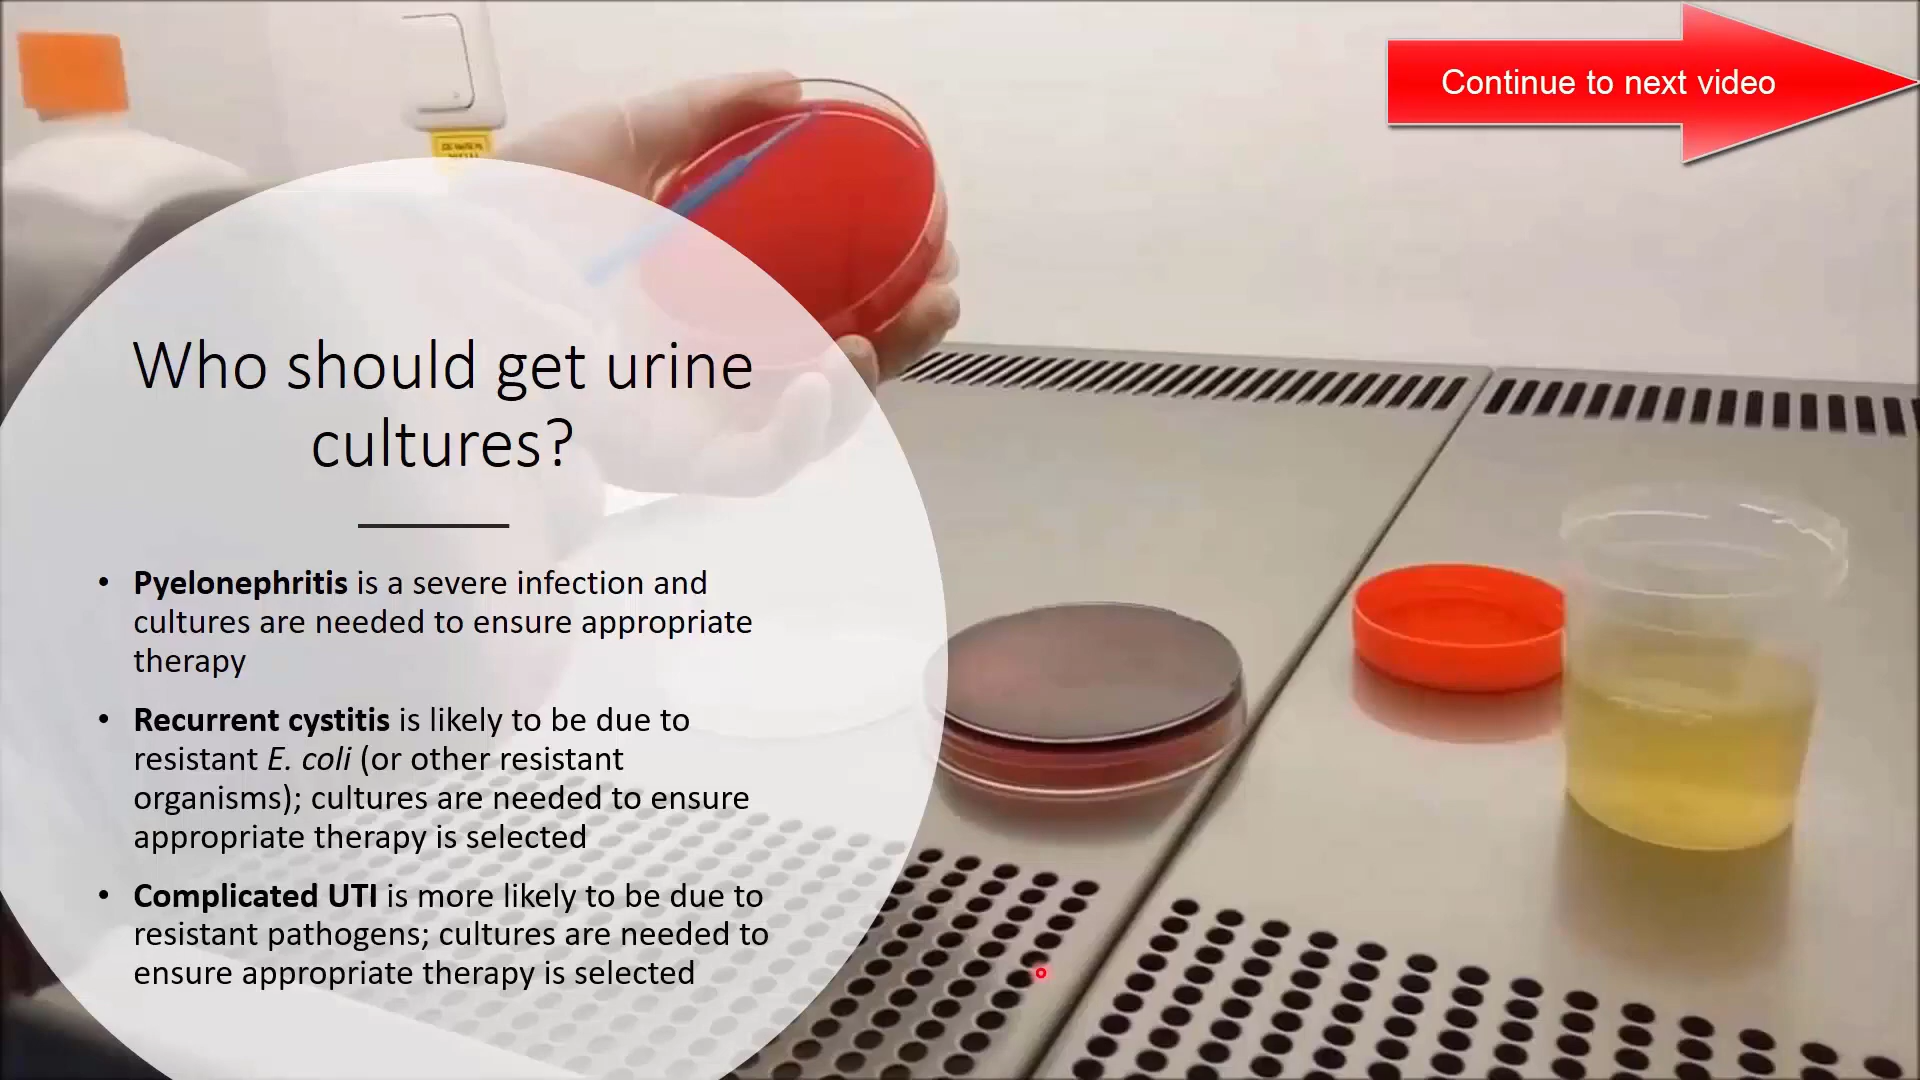 Continue to next video
Who should get urine
cultures?
• Pyelonephritis is a severe infection and
cultures are needed to ensure appropriate
therapy
• Recurrent cystitis is likely to be due to
resistant E. coli (or other resistant
organisms); cultures are needed to ensure
appropriate therapy is selected
• Complicated UTI is more likely to be due to
resistant pathogens; cultures are needed to
ensure appropriate therapy is selected